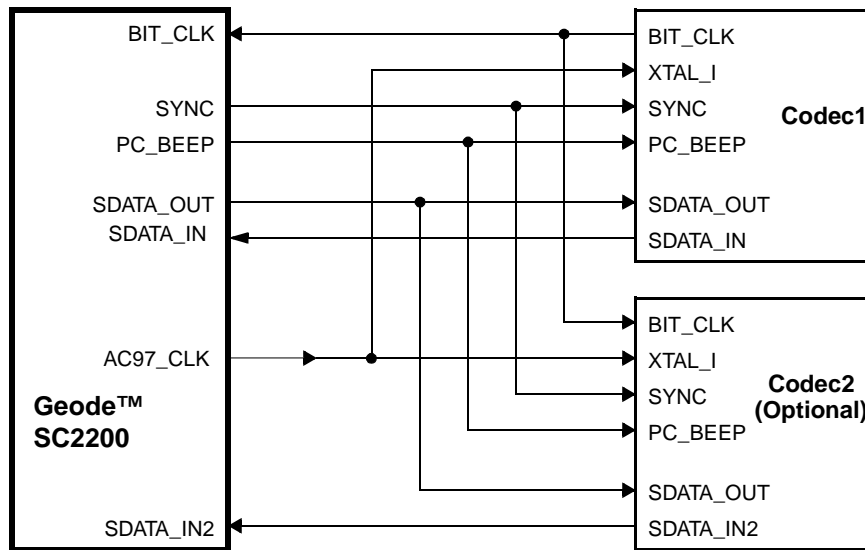 BIT_CLK
SYNC
PC_BEEP
SDATA_OUT
SDATA_IN
AC97_CLK
Geode™
SC2200
SDATA_IN2
BIT_CLK
XTAL_I
SYNC
Codec1
PC_BEEP
SDATA_OUT
SDATA_IN
BIT_CLK
XTAL_I
Codec2
SYNC
(Optional)
PC_BEEP
SDATA_OUT
SDATA_IN2